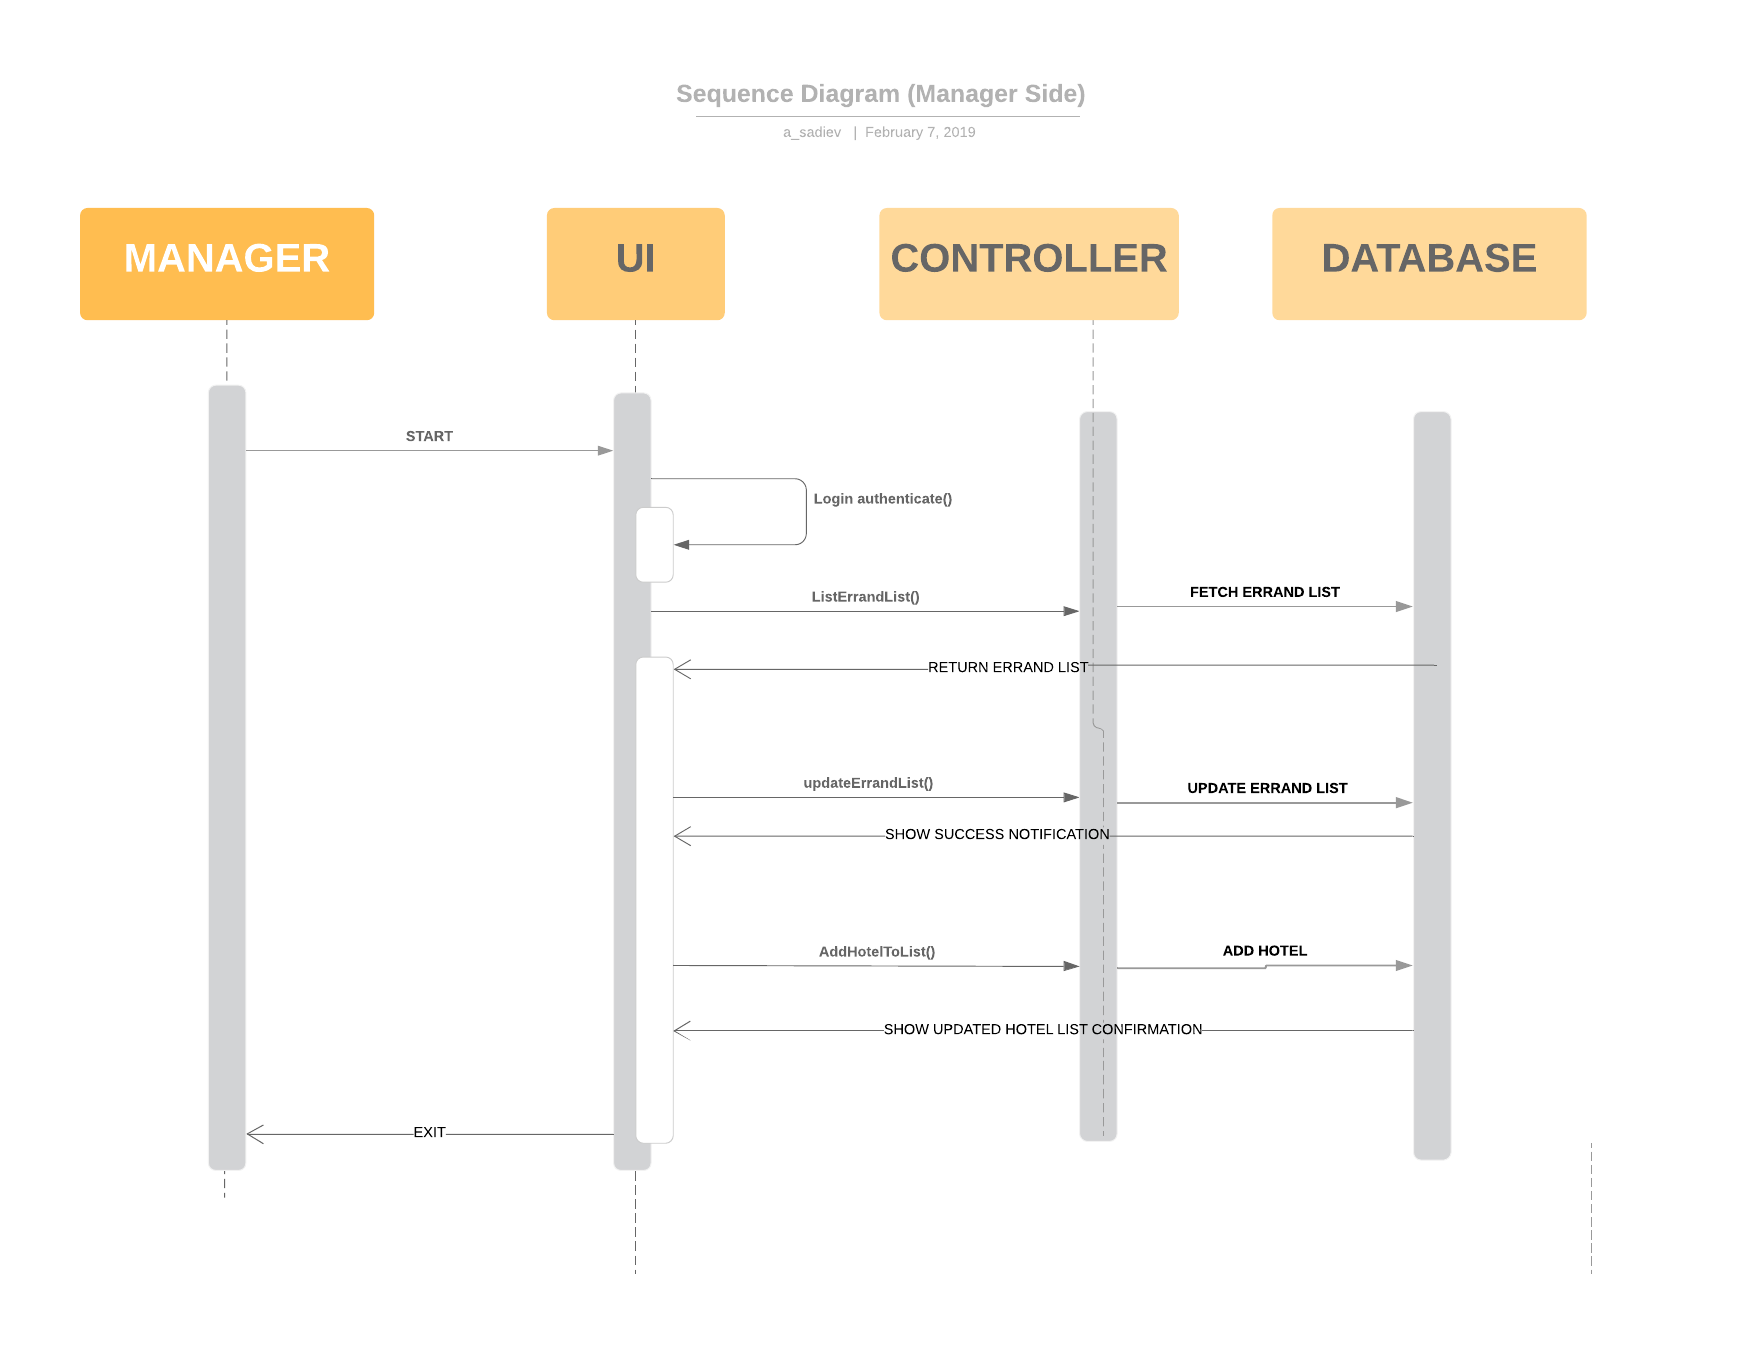 Sequence Diagram (Manager Side)
a_sadiev | February 7, 2019
MANAGER
UI
CONTROLLER
DATABASE
START
Login authenticate()
ListErrandList()
FETCH ERRAND LIST
RETURN ERRAND LIST
updateErrandList()
UPDATE ERRAND LIST
SHOW SUCCESS NOTIFICATION
AddHotelToList()
ADD HOTEL
SHOW UPDATED HOTEL LIST CONFIRMATION
EXIT